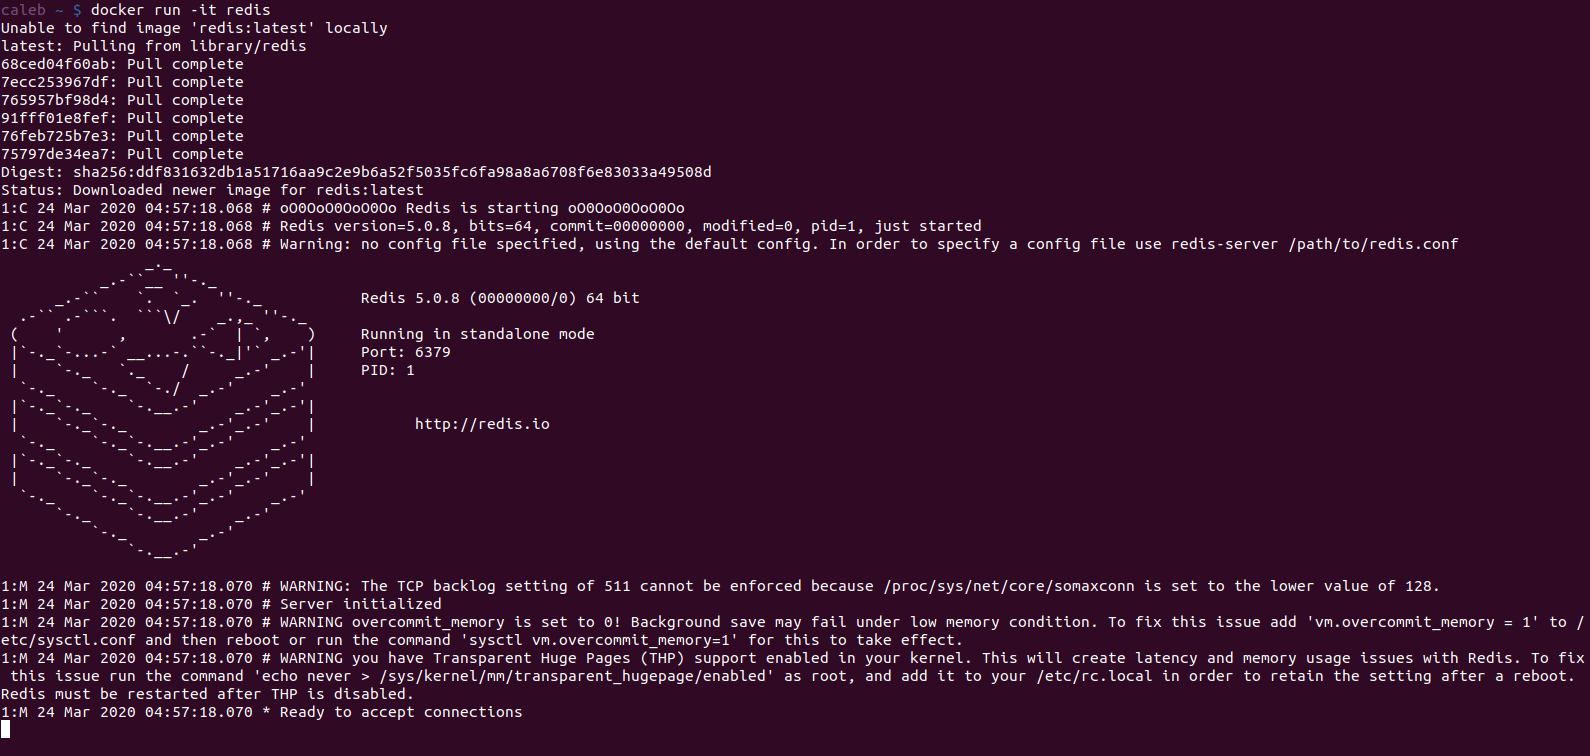 caleb ~ $ docker run -it redis
Unable to find image 'redis:latest' locally
latest: Pulling from library/redis
68ced04f60ab: Pull complete
7ecc253967df: Pull complete
765957bf98d4: Pull complete
91fff01e8fef: Pull complete
76feb725b7e3: Pull complete
75797de34ea7: Pull complete
Digest: sha256:ddf831632db1a51716aa9c2e9b6a52f5035fc6fa98a8a6708f6e83033a49508d
Status: Downloaded newer image for redis:latest
1:C 24 Mar 2020 04:57:18.068 # oO0OoO0OoO0Oo Redis is starting oO0OoO0OoO0Oo
1:C 24 Mar 2020 04:57:18.068 # Redis version=5.0.8, bits=64, commit=00000000, modified=0, pid=1, just started
1:C 24 Mar 2020 04:57:18.068 # Warning: no config file specified, using the default config. In order to specify a config file use redis-server /path/to/redis.conf
Redis 5.0.8 (00000000/0) 64 bit
Running in standalone mode
Port: 6379
PID: 1
http://redis.io
1:M 24 Mar 2020 04:57:18.070 # WARNING: The TCP backlog setting of 511 cannot be enforced because /proc/sys/net/core/somaxconn is set to the lower value of 128.
1:M 24 Mar 2020 04:57:18.070 # Server initialized
1:M 24 Mar 2020 04:57:18.070 # WARNING overcommit_memory is set to 0! Background save may fail under low memory condition. To fix this issue add 'vm.overcommit_memory = 1' to /
etc/sysctl.conf and then reboot or run the command 'sysctl vm.overcommit_memory=1' for this to take effect.
1:M 24 Mar 2020 04:57:18.070 # WARNING you have Transparent Huge Pages (THP) support enabled in your kernel. This will create latency and memory usage issues with Redis. To fix
this issue run the command 'echo never > /sys/kernel/mm/transparent_hugepage/enabled' as root, and add it to your /etc/rc.local in order to retain the setting after a reboot.
Redis must be restarted after THP is disabled.
1:M 24 Mar 2020 04:57:18.070 * Ready to accept connections